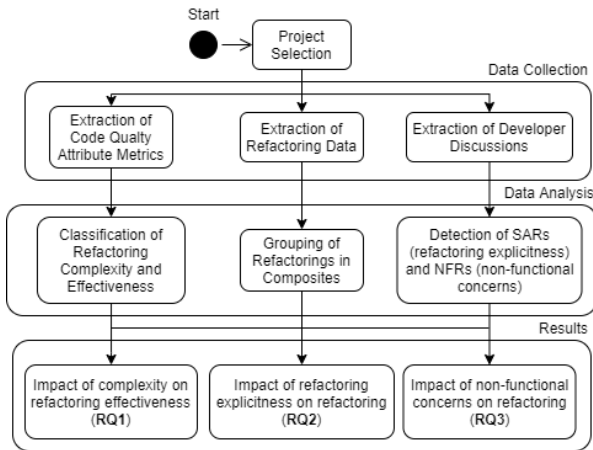 Start
Project
Selection
Data Collection
Extraction of
Code Qualty
Attribute Metrics
Extraction of
Refactoring Data
Extraction of Developer
Discussions
Data Analysis
Classification of
Refactoring
Complexity and
Effectiveness
Grouping of
Refactorings in
Composites
Detection of SARs
(refactoring explicitness)
and NFRs (non-functional
concerns)
Results
Impact of complexity on
refactoring effectiveness
(RQ1)
Impact of refactoring
explicitness on refactoring
(RQ2)
Impact of non-functional
concerns on refactoring
(RQ3)